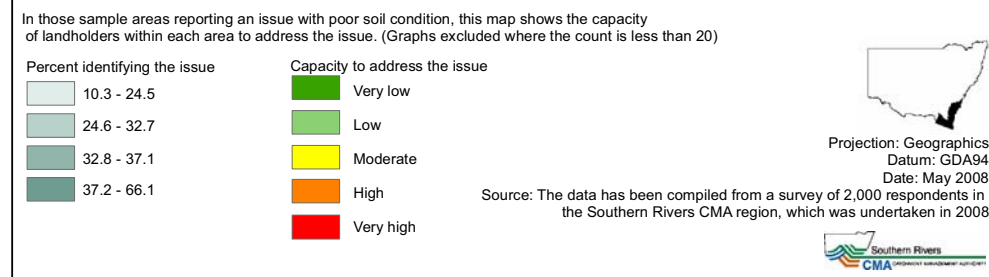 In those sample areas reporting an issue with poor soil condition, this map shows the capacity
of landholders within each area to address the issue. (Graphs excluded where the count is less than 20)
Percent identifying the issue
10.3 - 24.5
24.6 - 32.7
32.8 - 37.1
37.2 - 66.1
Capacity to address the issue
Very low
Low
Moderate
High
Very high
Projection: Geographics
Datum: GDA94
Date: May 2008
Source: The data has been compiled from a survey of 2,000 respondents in
the Southern Rivers CMA region, which was undertaken in 2008
Southern Rivers
CMA CATCHMENT MANAGEMENT AUTHORITY